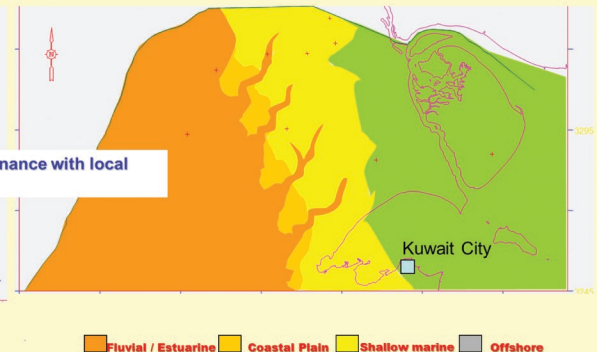 N
3295
nance with local
Kuwait City
3245
Fluvial / Estuarine Coastal Plain Shallow marine Offshore